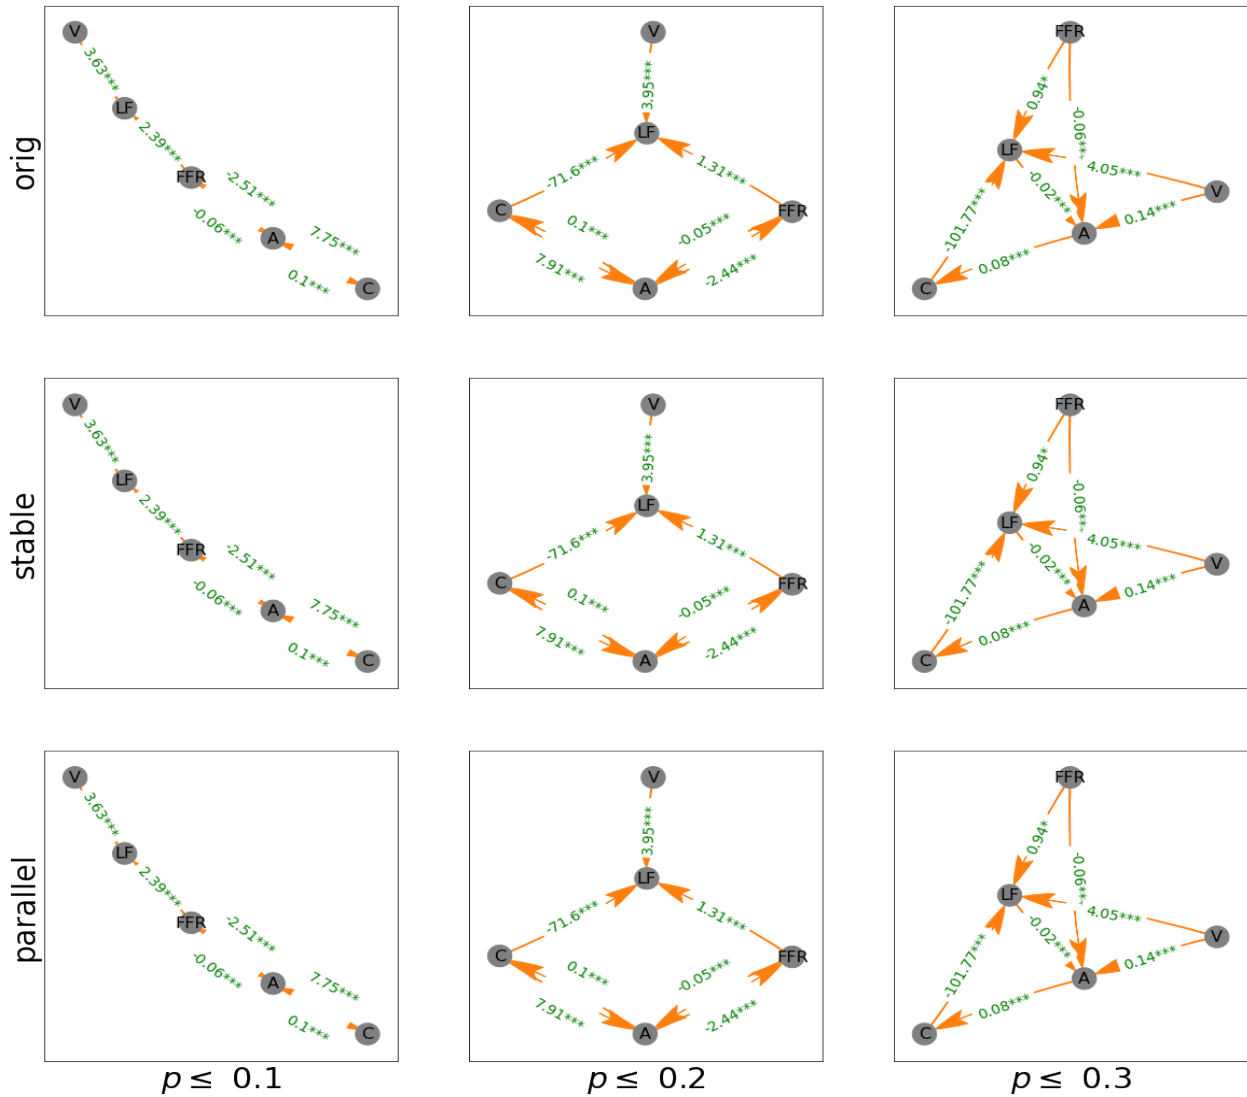 orig
V
3.63***
LF
2.39***
FFR
-2.51***
-0.06***
A
7.75***
0.1***
C
V
3.95***
LF
-71.6***
1.31***
C
FFR
0.1***
-0.05***
7.91***
-2.44***
A
FFR
0.94*
-0.06***
LF
4.05***
-0.02***
V
-101.77***
0.14***
A
0.08***
C
stable
V
3.63***
LF
2.39***
FFR
-2.51***
-0.06***
A
7.75***
0.1***
C
V
3.95***
LF
-71.6***
1.31***
C
FFR
0.1***
-0.05***
7.91***
-2.44***
A
FFR
0.94*
-0.06***
LF
4.05***
-0.02***
V
-101.77***
0.14***
A
0.08***
C
parallel
V
3.63***
LF
2.39***
FFR
-2.51***
-0.06***
A
7.75***
0.1***
C
V
3.95***
LF
-71.6***
1.31***
C
FFR
0.1***
-0.05***
7.91***
-2.44***
A
FFR
0.94*
-0.06***
LF
4.05***
-0.02***
V
-101.77***
0.14***
A
0.08***
C
p ≤ 0.1
p ≤ 0.2
p ≤ 0.3